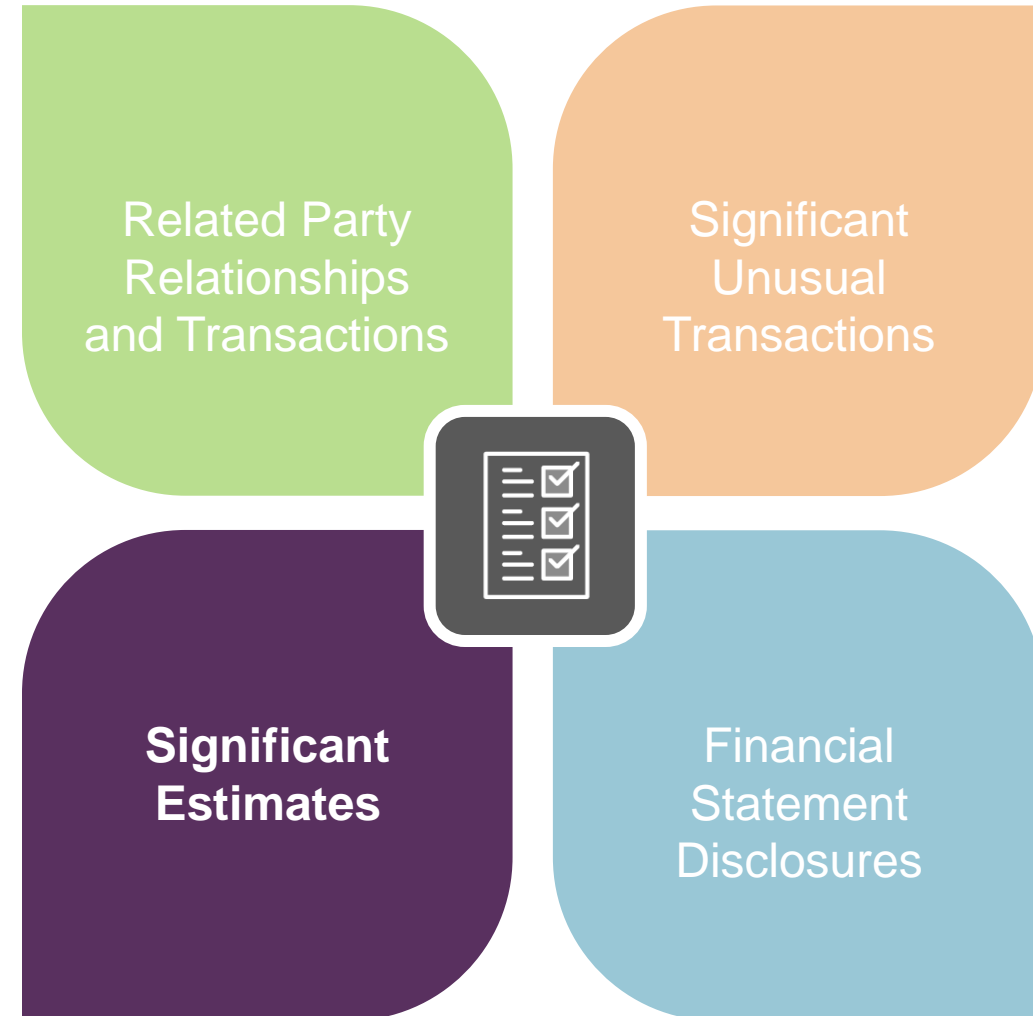 Related Party
Relationships
and Transactions
Significant
Unusual
Transactions
Significant
Estimates
Financial
Statement
Disclosures